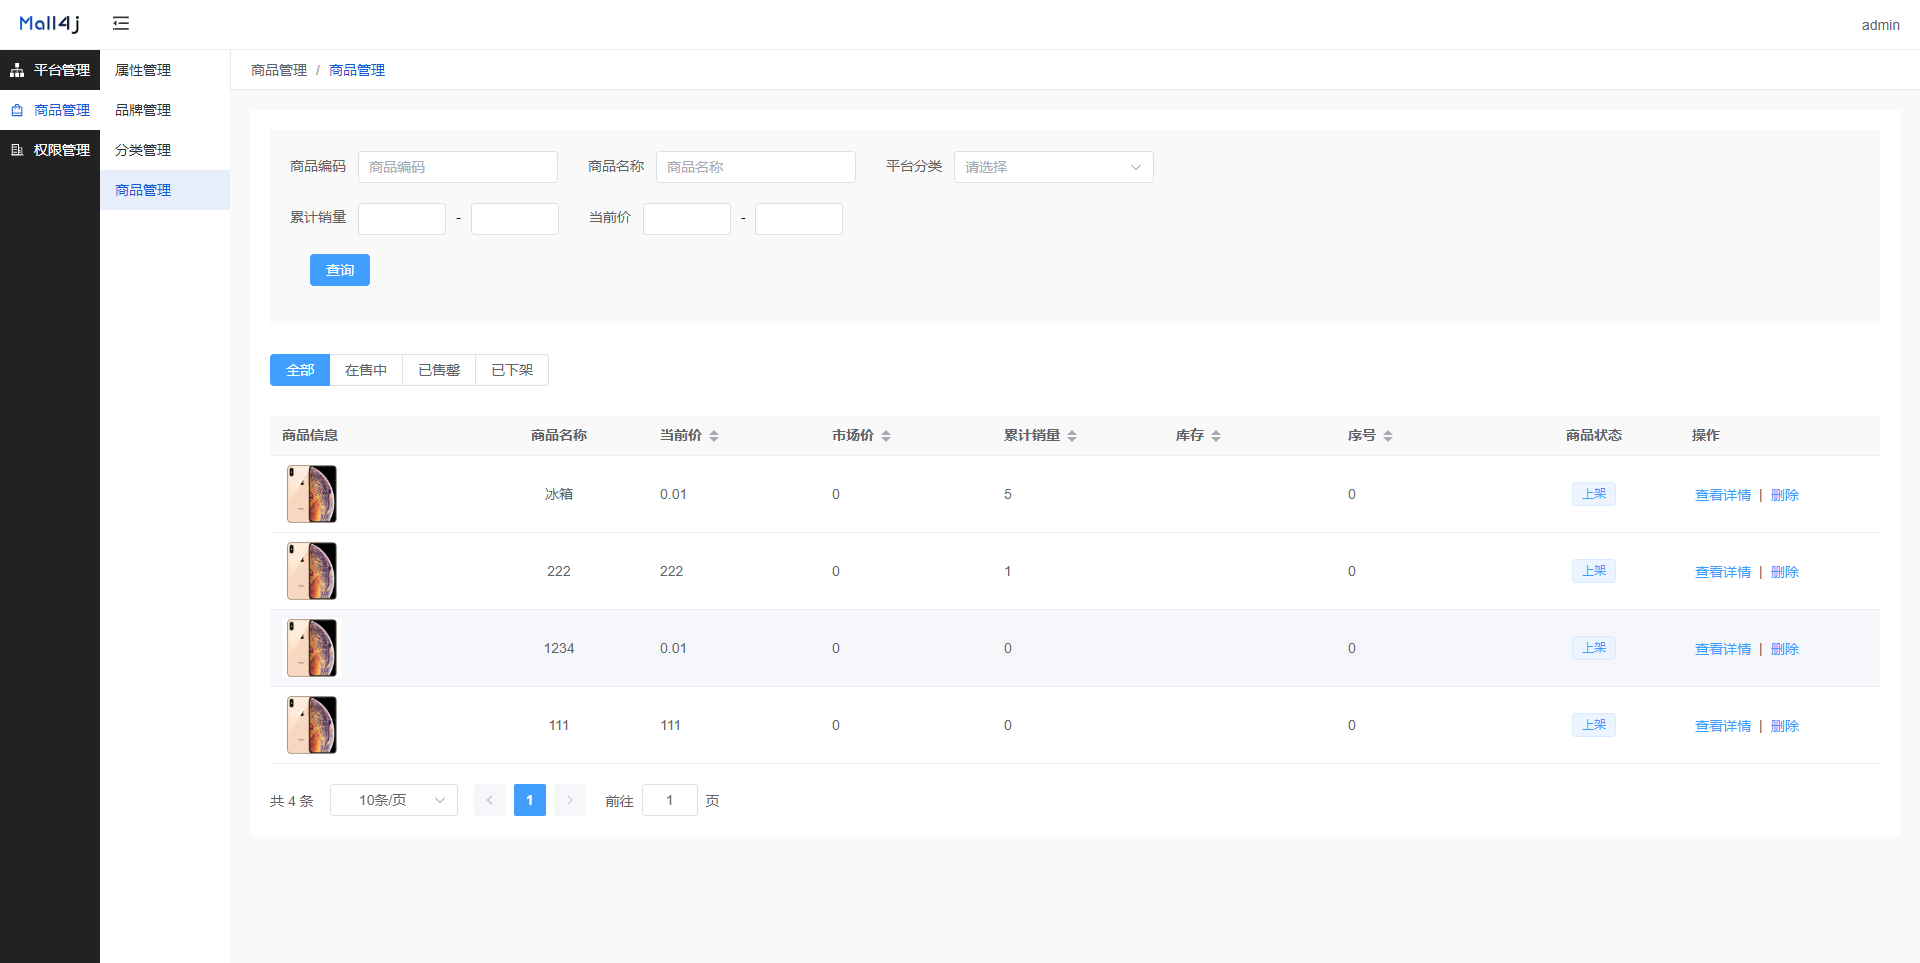 Mall4j
admin
平台管理
商品管理
权限管理
属性管理
品牌管理
分类管理
商品管理
商品管理 / 商品管理
商品编码 商品编码 商品名称 商品名称 平台分类 请选择
累计销量 - 当前价 -
查询
全部 在售中 已售罄 已下架
商品信息 商品名称 当前价 市场价 累计销量 库存 序号 商品状态 操作
冰箱 0.01 0 5 0 上架 查看详情 | 删除
222 222 0 1 0 上架 查看详情 | 删除
1234 0.01 0 0 0 上架 查看详情 | 删除
111 111 0 0 0 上架 查看详情 | 删除
共 4 条 10条/页 1 前往 1 页